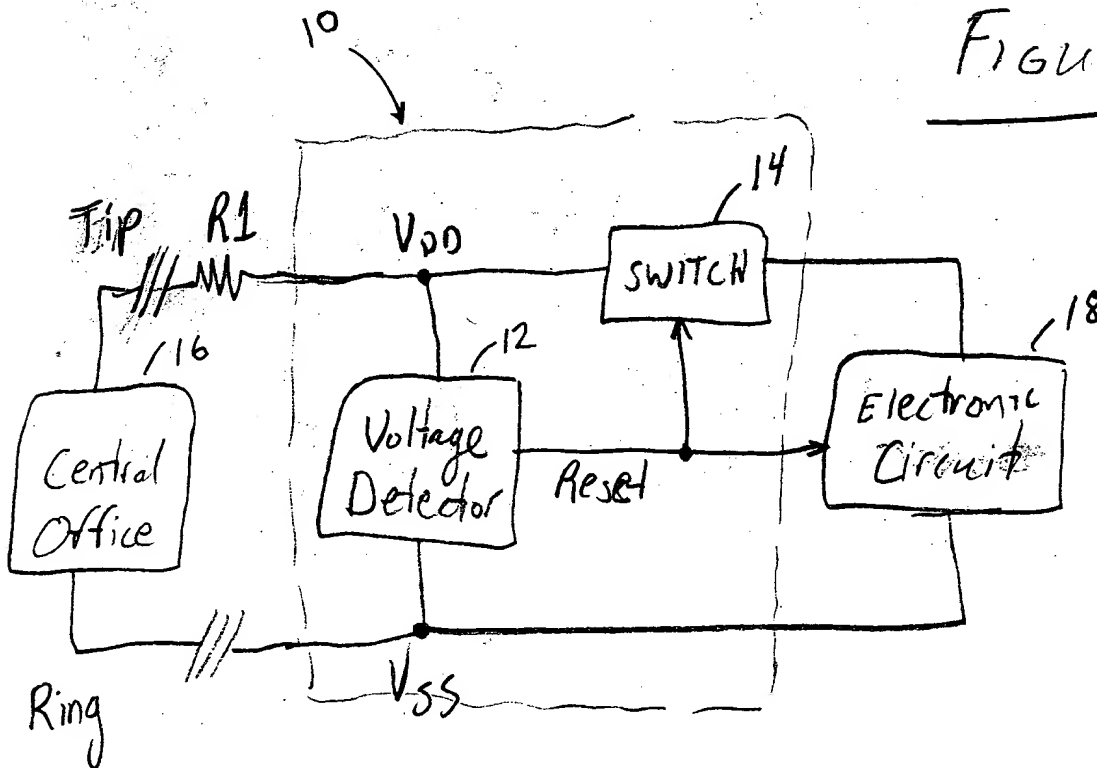 10
FIGU
14
Tip R1 VDD
SWITCH
18
16
12
Central
Office
Voltage
Detector
Reset
Electronic
Circuit
VSS
Ring